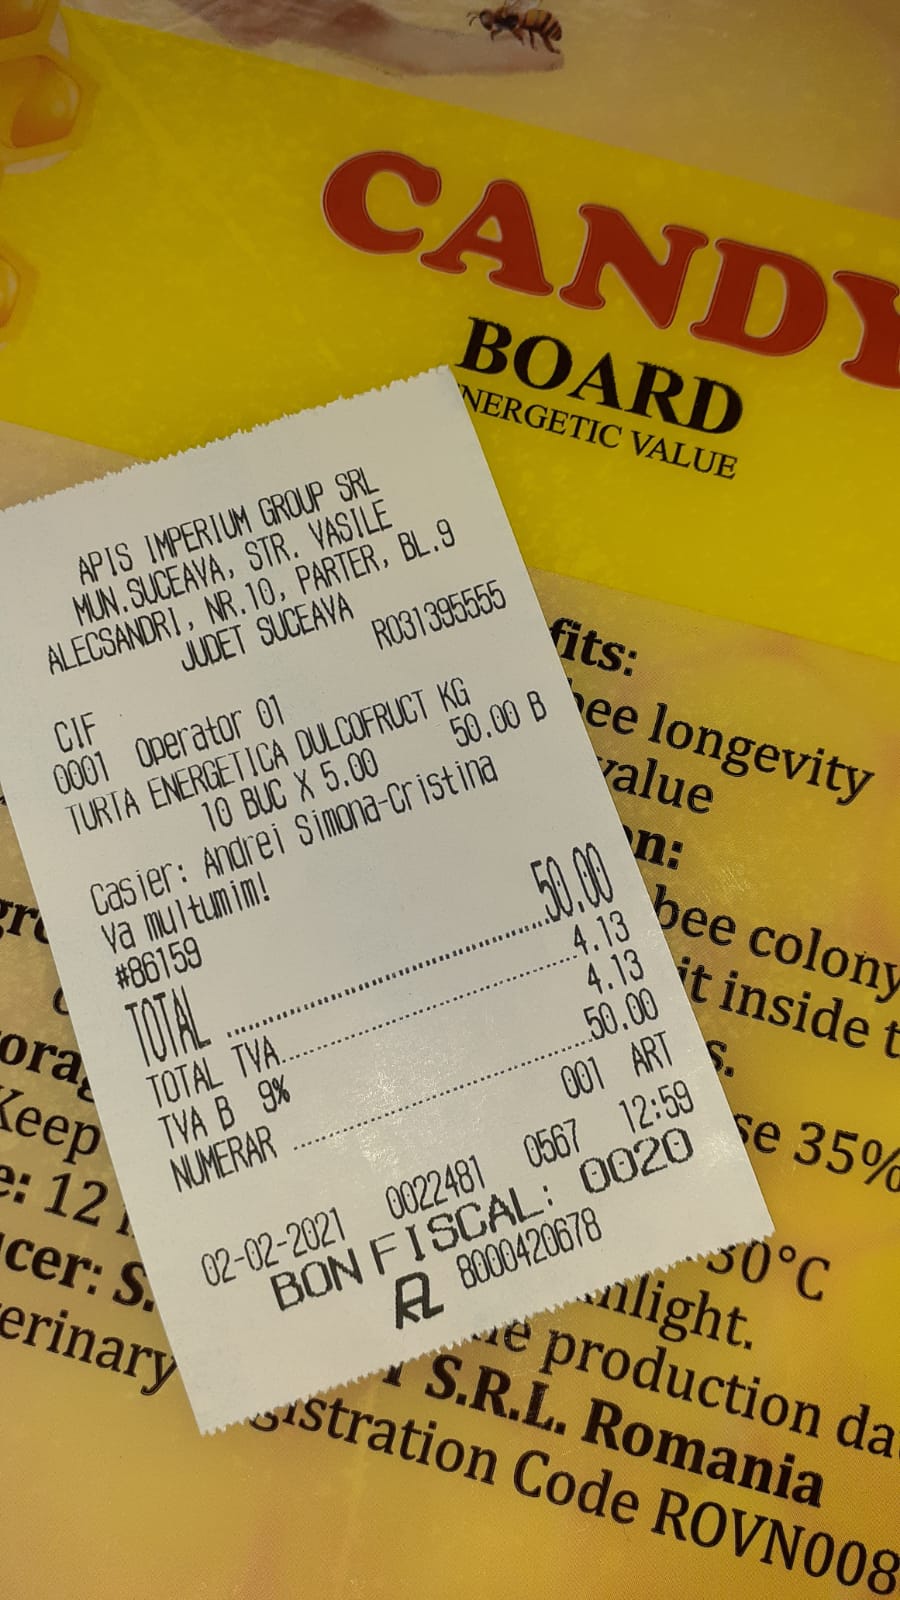 CANDY
BOARD
NERGETIC VALUE
APIS IMPERIUM GROUP SRL
MUN.SUCEAVA, STR. VASILE
ALECSANDRI, NR.10, PARTER, BL.9
JUDET SUCEAVA
CIF RO31395555
0001 Operator 01
TURTA ENERGETICA DULCOFRUCT KG
10 BUC X 5.00 50.00 B
Casier: Andrei Simona-Cristina
Va multumim!
#86159
TOTAL 50.00
TOTAL TVA 4.13
TVA B 9% 4.13
NUMERAR 50.00
001 ART
02-02-2021 0022481 0567 12:59
BON FISCAL: 0020
8000420678
fits:
bee longevity
value
n:
bee colony
it inside t
s.
se 35%
Keep
e: 12
30°C
nlight.
cer: S.
e production da
erinary
S.R.L. Romania
gistration Code ROVN008